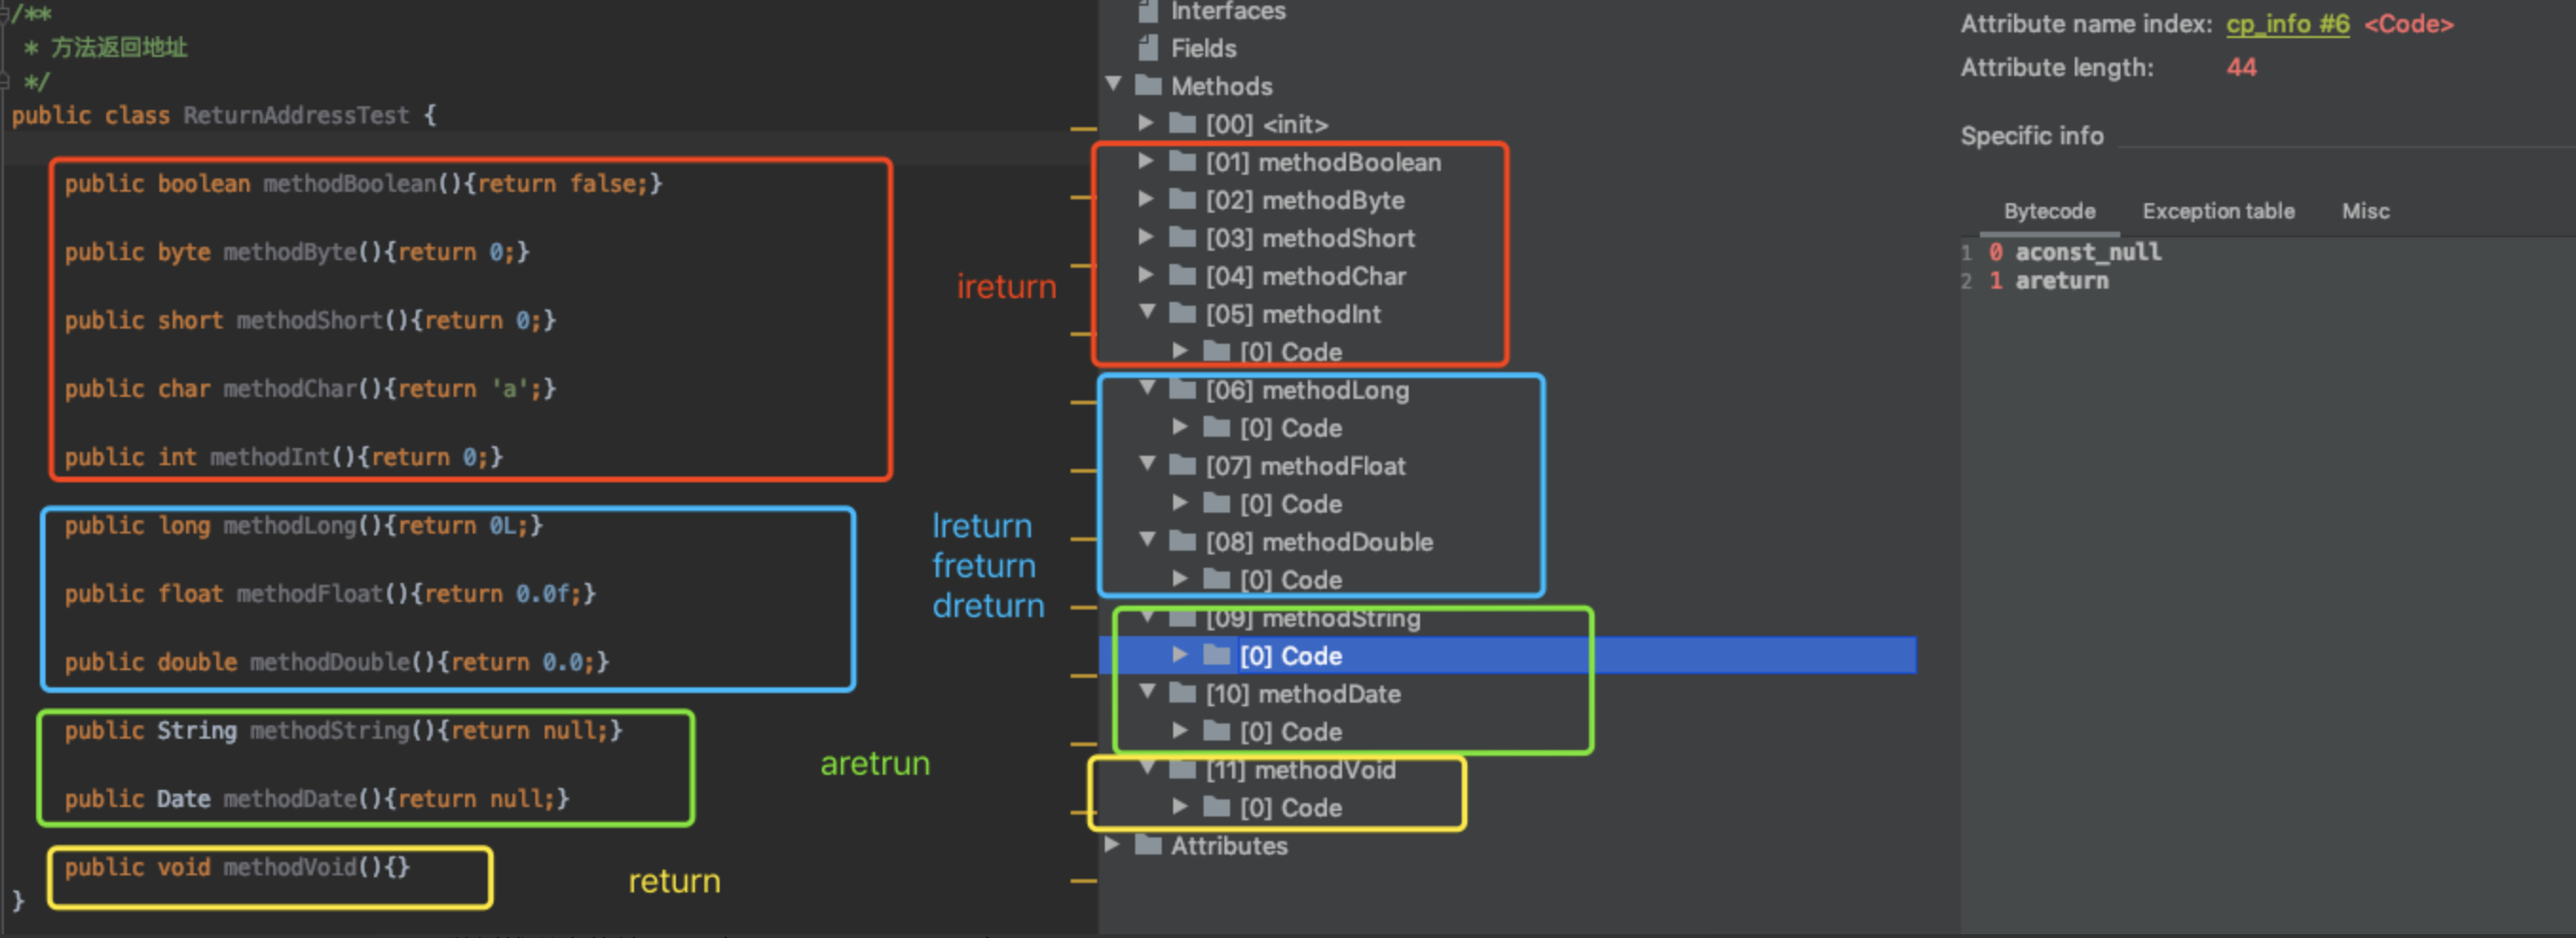 /**
* 方法返回地址
*/
public class ReturnAddressTest {
public boolean methodBoolean(){return false;}
public byte methodByte(){return 0;}
public short methodShort(){return 0;}
public char methodChar(){return 'a';}
public int methodInt(){return 0;}
public long methodLong(){return 0L;}
public float methodFloat(){return 0.0f;}
public double methodDouble(){return 0.0;}
public String methodString(){return null;}
public Date methodDate(){return null;}
public void methodVoid(){}
}
ireturn
lreturn
freturn
dreturn
aretrun
return
Interfaces
Fields
Methods
[00] <init>
[01] methodBoolean
[02] methodByte
[03] methodShort
[04] methodChar
[05] methodInt
[0] Code
[06] methodLong
[0] Code
[07] methodFloat
[0] Code
[08] methodDouble
[0] Code
[09] methodString
[0] Code
[10] methodDate
[0] Code
[11] methodVoid
[0] Code
Attributes
Attribute name index: cp_info #6 <Code>
Attribute length: 44
Specific info
Bytecode Exception table Misc
1 0 aconst_null
2 1 areturn